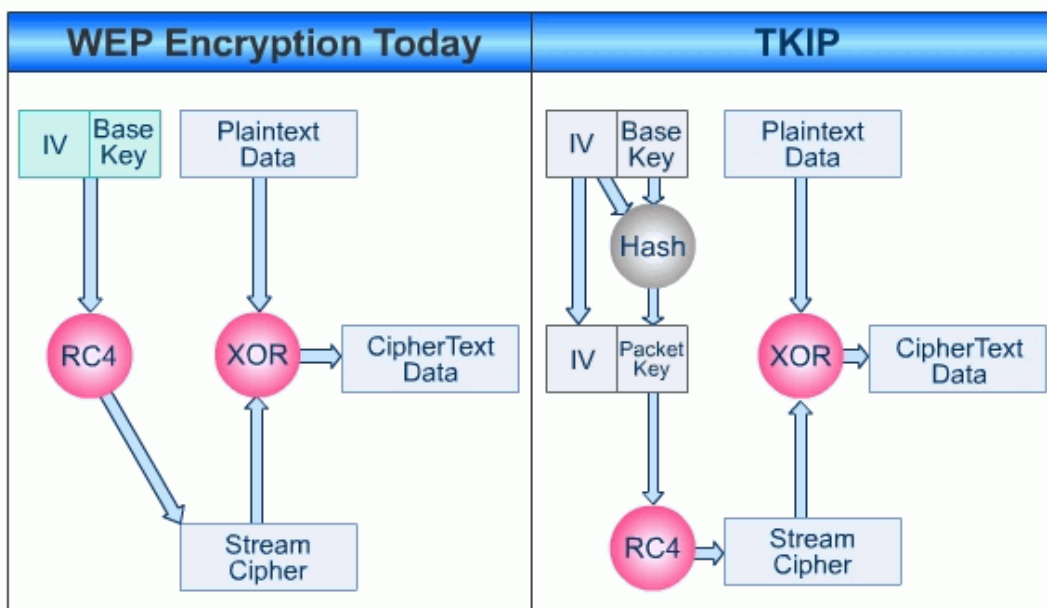 WEP Encryption Today
IV
Base
Key
Plaintext
Data
RC4
XOR
CipherText
Data
Stream
Cipher
TKIP
IV
Base
Key
Plaintext
Data
Hash
IV
Packet
Key
XOR
CipherText
Data
RC4
Stream
Cipher